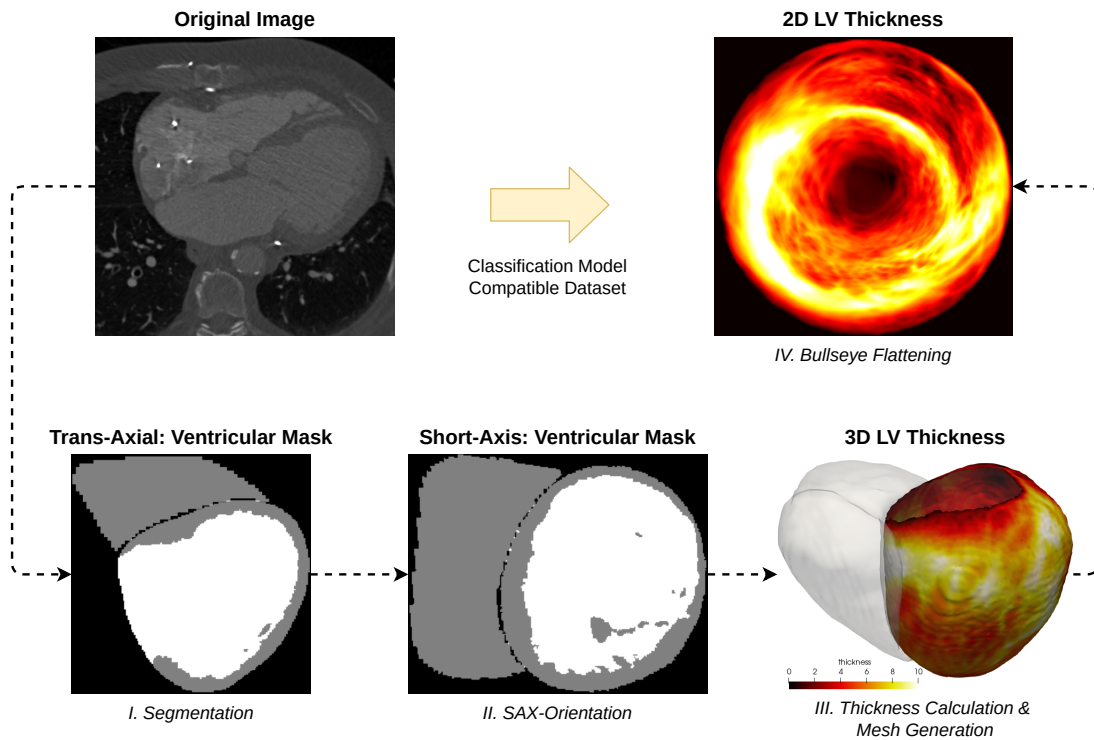 Original Image
2D LV Thickness
Classification Model
Compatible Dataset
IV. Bullseye Flattening
Trans-Axial: Ventricular Mask
Short-Axis: Ventricular Mask
3D LV Thickness
thickness
0 2 4 6 8 10
I. Segmentation
II. SAX-Orientation
III. Thickness Calculation &
Mesh Generation